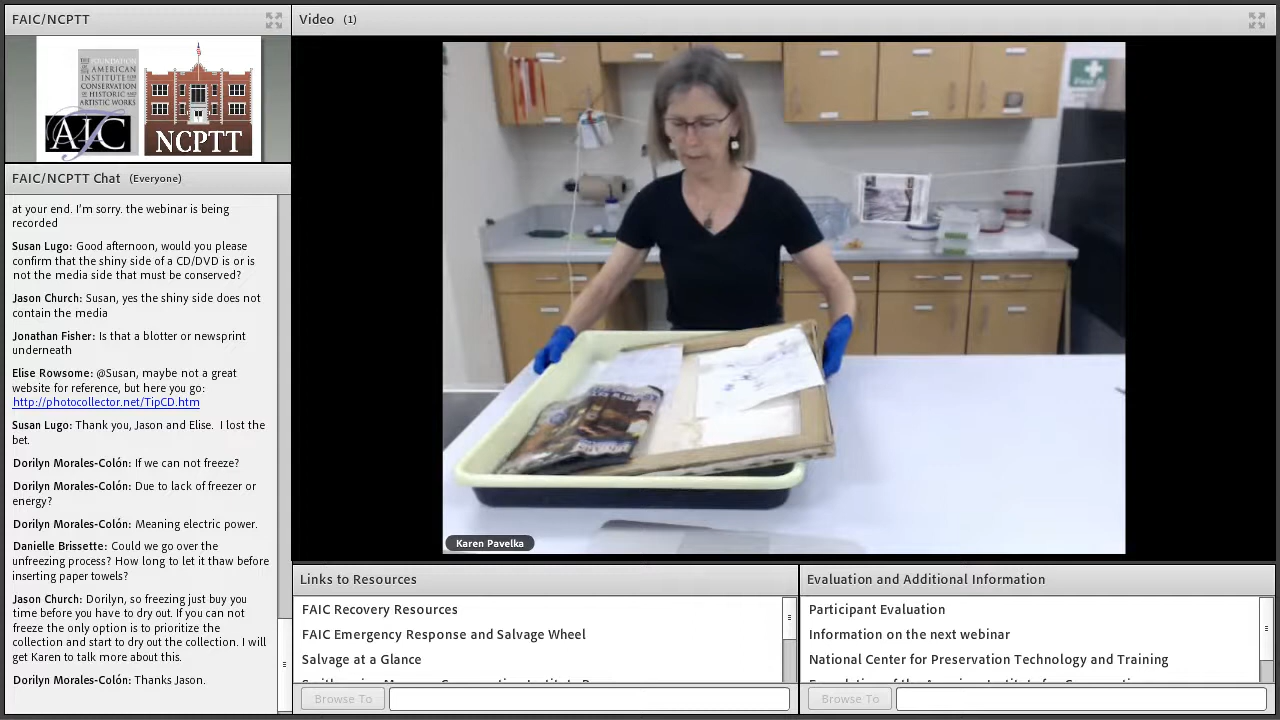 FAIC/NCPTT
THE FOUNDATION
OF THE
AMERICAN
INSTITUTE FOR
CONSERVATION
OF HISTORIC
AND
ARTISTIC WORKS
AIC
NCPTT
FAIC/NCPTT Chat (Everyone)
at your end. I'm sorry. the webinar is being
recorded
Susan Lugo: Good afternoon, would you please
confirm that the shiny side of a CD/DVD is or is
not the media side that must be conserved?
Jason Church: Susan, yes the shiny side does not
contain the media
Jonathan Fisher: Is that a blotter or newsprint
underneath
Elise Rowsome: @Susan, maybe not a great
website for reference, but here you go:
http://photocollector.net/TipCD.htm
Susan Lugo: Thank you, Jason and Elise. I lost the
bet.
Dorilyn Morales-Colón: If we can not freeze?
Dorilyn Morales-Colón: Due to lack of freezer or
energy?
Dorilyn Morales-Colón: Meaning electric power.
Danielle Brissette: Could we go over the
unfreezing process? How long to let it thaw before
inserting paper towels?
Jason Church: Dorilyn, so freezing just buy you
time before you have to dry out. If you can not
freeze the only option is to prioritize the
collection and start to dry out the collection. I will
get Karen to talk more about this.
Dorilyn Morales-Colón: Thanks Jason.
Video (1)
Karen Pavelka
Links to Resources
FAIC Recovery Resources
FAIC Emergency Response and Salvage Wheel
Salvage at a Glance
Browse To
Evaluation and Additional Information
Participant Evaluation
Information on the next webinar
National Center for Preservation Technology and Training
Browse To